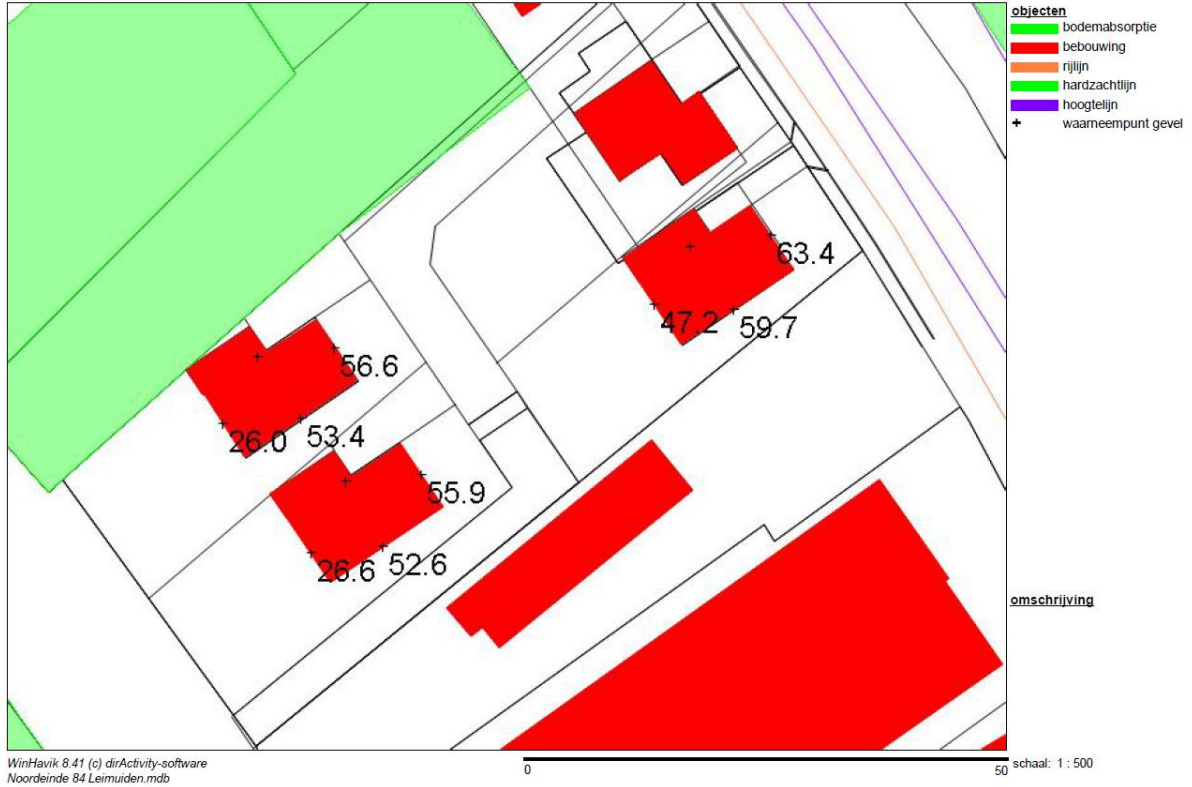 objecten
bodemabsorptie
bebouwing
rijlijn
hardzachtlijn
hoogtelijn
+ waarneempunt gevel
63.4
47.2
59.7
56.6
26.0
53.4
55.9
26.6
52.6
omschrijving
WinHavik 8.41 (c) dirActivity-software
Noordeinde 84 Leimuiden.mdb
0
50
schaal: 1 : 500